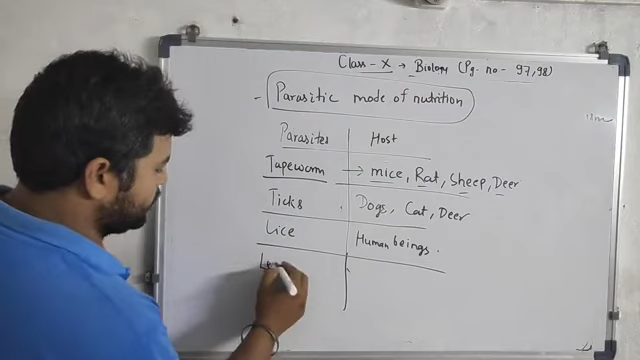 Class-X → Biology (Pg-no- 97,98)
- Parasitic mode of nutrition
Parasites Host
Tapeworm → mice, Rat, Sheep, Deer
Ticks Dogs, Cat, Deer
Lice Human beings.